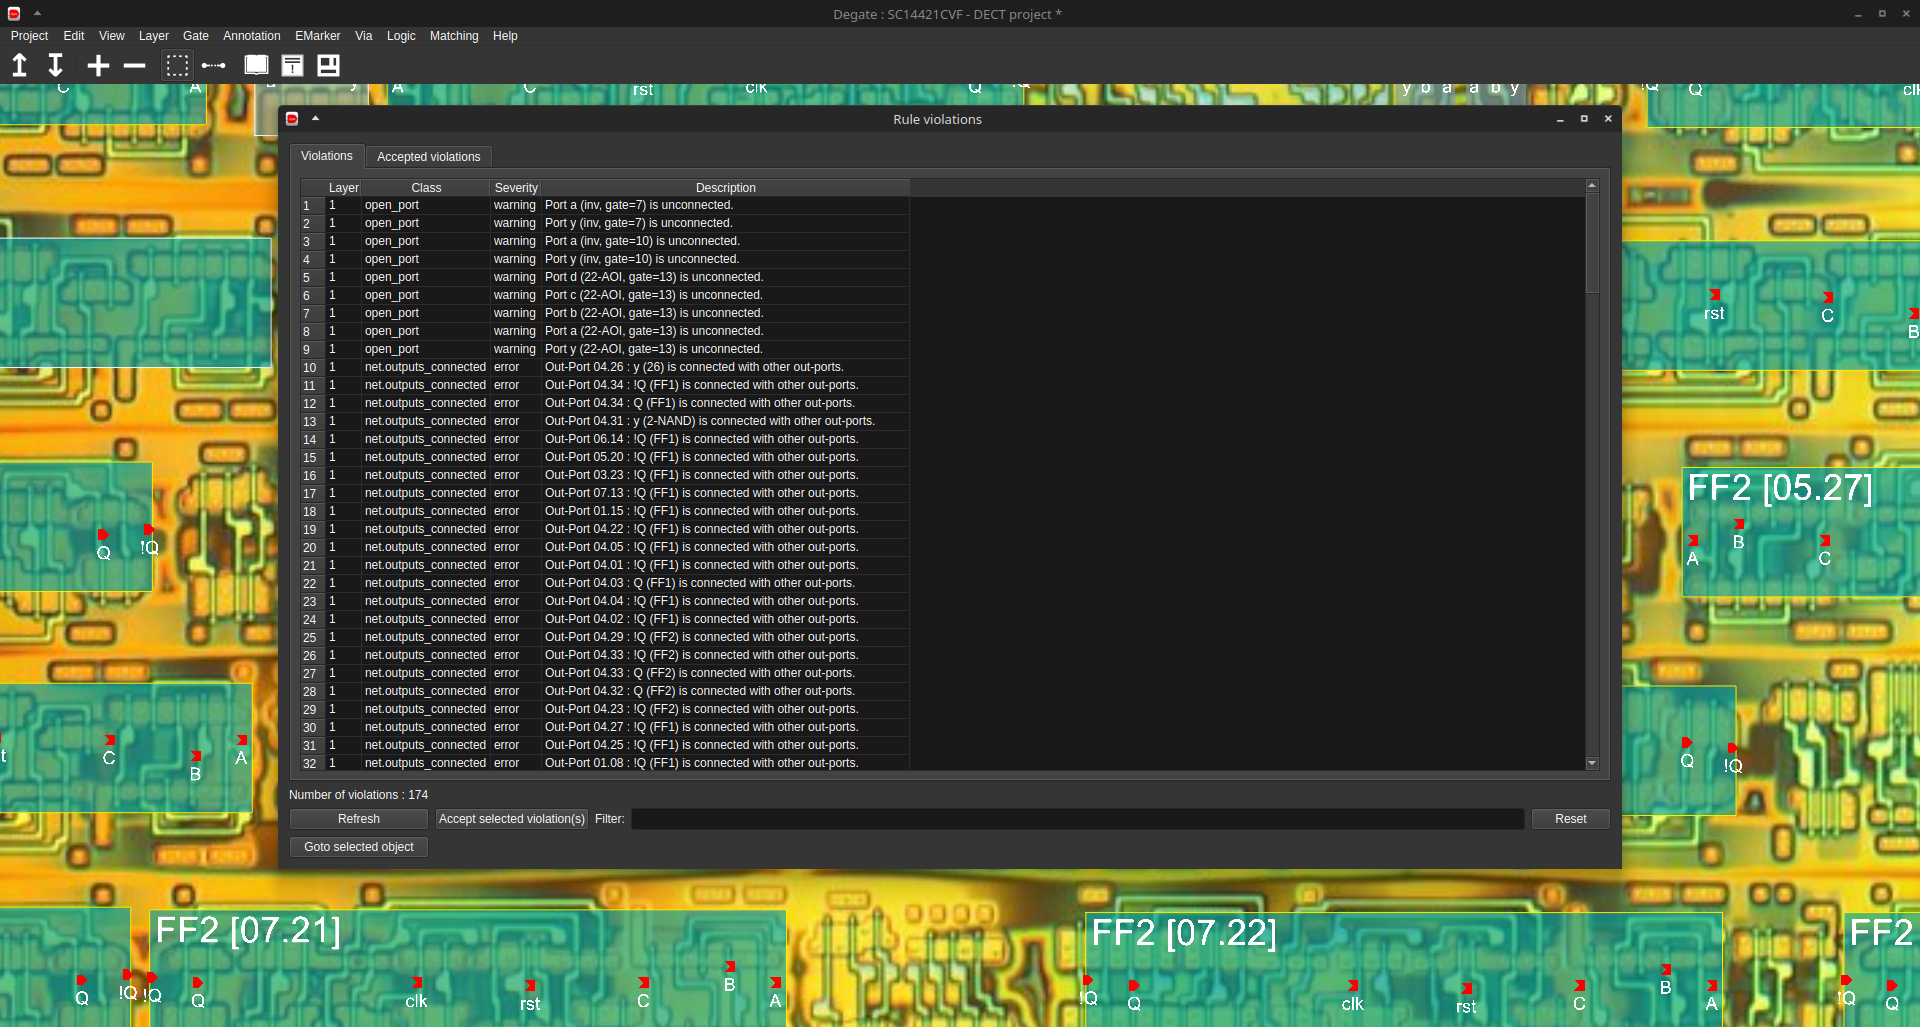 Degate : SC14421CVF - DECT project *
Project Edit View Layer Gate Annotation EMarker Via Logic Matching Help
C A A C rst clk Q !Q y b a a b y !Q Q clk
Rule violations
Violations Accepted violations
Layer Class Severity Description
1 1 open_port warning Port a (inv, gate=7) is unconnected.
2 1 open_port warning Port y (inv, gate=7) is unconnected.
3 1 open_port warning Port a (inv, gate=10) is unconnected.
4 1 open_port warning Port y (inv, gate=10) is unconnected.
5 1 open_port warning Port d (22-AOI, gate=13) is unconnected.
6 1 open_port warning Port c (22-AOI, gate=13) is unconnected.
7 1 open_port warning Port b (22-AOI, gate=13) is unconnected.
8 1 open_port warning Port a (22-AOI, gate=13) is unconnected.
9 1 open_port warning Port y (22-AOI, gate=13) is unconnected.
10 1 net.outputs_connected error Out-Port 04.26 : y (26) is connected with other out-ports.
11 1 net.outputs_connected error Out-Port 04.34 : !Q (FF1) is connected with other out-ports.
12 1 net.outputs_connected error Out-Port 04.34 : Q (FF1) is connected with other out-ports.
13 1 net.outputs_connected error Out-Port 04.31 : y (2-NAND) is connected with other out-ports.
14 1 net.outputs_connected error Out-Port 06.14 : !Q (FF1) is connected with other out-ports.
15 1 net.outputs_connected error Out-Port 05.20 : !Q (FF1) is connected with other out-ports.
16 1 net.outputs_connected error Out-Port 03.23 : !Q (FF1) is connected with other out-ports.
17 1 net.outputs_connected error Out-Port 07.13 : !Q (FF1) is connected with other out-ports.
18 1 net.outputs_connected error Out-Port 01.15 : !Q (FF1) is connected with other out-ports.
19 1 net.outputs_connected error Out-Port 04.22 : !Q (FF1) is connected with other out-ports.
20 1 net.outputs_connected error Out-Port 04.05 : !Q (FF1) is connected with other out-ports.
21 1 net.outputs_connected error Out-Port 04.01 : !Q (FF1) is connected with other out-ports.
22 1 net.outputs_connected error Out-Port 04.03 : Q (FF1) is connected with other out-ports.
23 1 net.outputs_connected error Out-Port 04.04 : !Q (FF1) is connected with other out-ports.
24 1 net.outputs_connected error Out-Port 04.02 : !Q (FF1) is connected with other out-ports.
25 1 net.outputs_connected error Out-Port 04.29 : !Q (FF2) is connected with other out-ports.
26 1 net.outputs_connected error Out-Port 04.33 : !Q (FF2) is connected with other out-ports.
27 1 net.outputs_connected error Out-Port 04.33 : Q (FF2) is connected with other out-ports.
28 1 net.outputs_connected error Out-Port 04.32 : Q (FF2) is connected with other out-ports.
29 1 net.outputs_connected error Out-Port 04.23 : !Q (FF2) is connected with other out-ports.
30 1 net.outputs_connected error Out-Port 04.27 : !Q (FF1) is connected with other out-ports.
31 1 net.outputs_connected error Out-Port 04.25 : !Q (FF1) is connected with other out-ports.
32 1 net.outputs_connected error Out-Port 01.08 : !Q (FF1) is connected with other out-ports.
Number of violations : 174
Refresh Accept selected violation(s) Filter: Reset
Goto selected object
rst C B
Q !Q
FF2 [05.27]
A B C
t C B A
Q !Q
FF2 [07.21] FF2 [07.22] FF2
Q !Q !Q Q clk rst C B A !Q Q clk rst C B A !Q Q